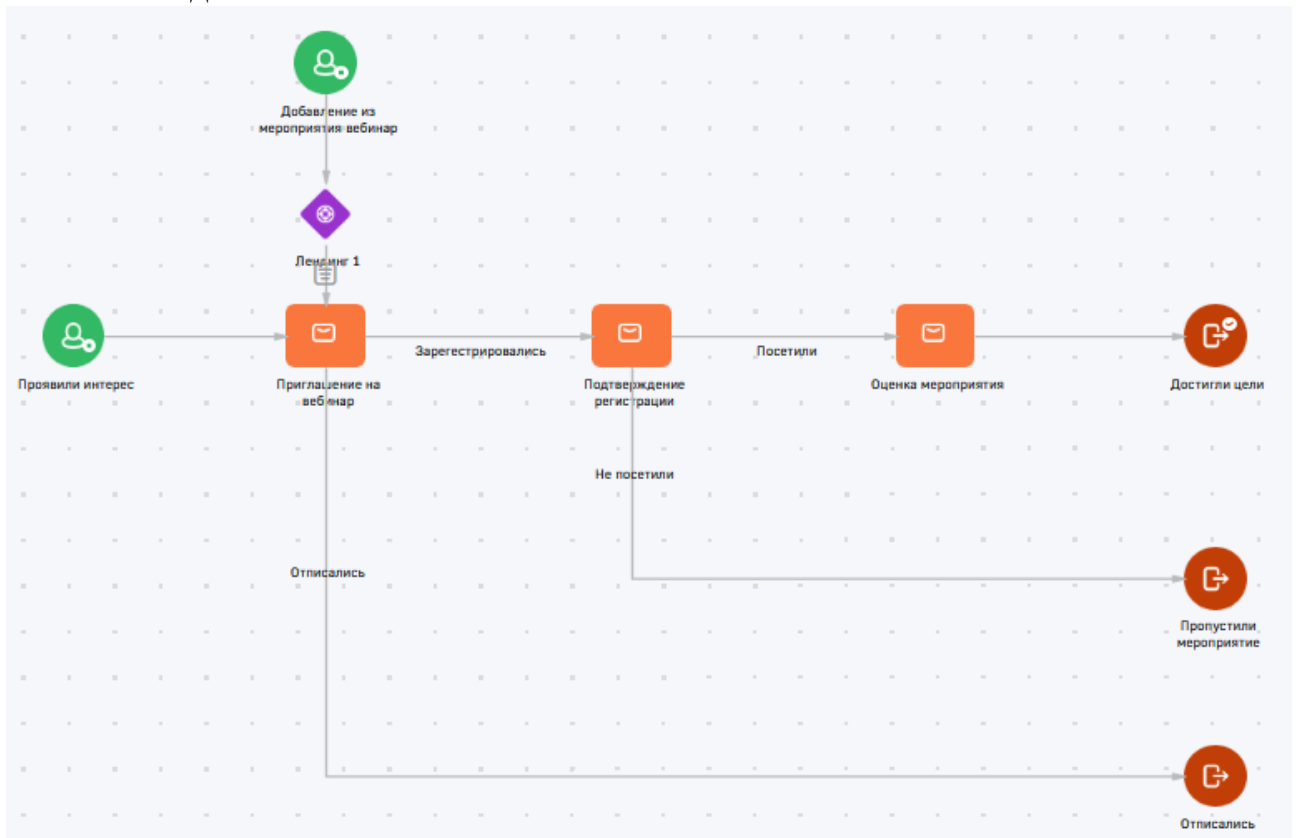 Добавление из
мероприятия вебинар
Лендинг 1
Зарегестрировались
Посетили
Проявили интерес
Приглашение на
вебинар
Подтверждение
регистрации
Оценка мероприятия
Достигли цели
Не посетили
Отписались
Пропустили
мероприятие
Отписались